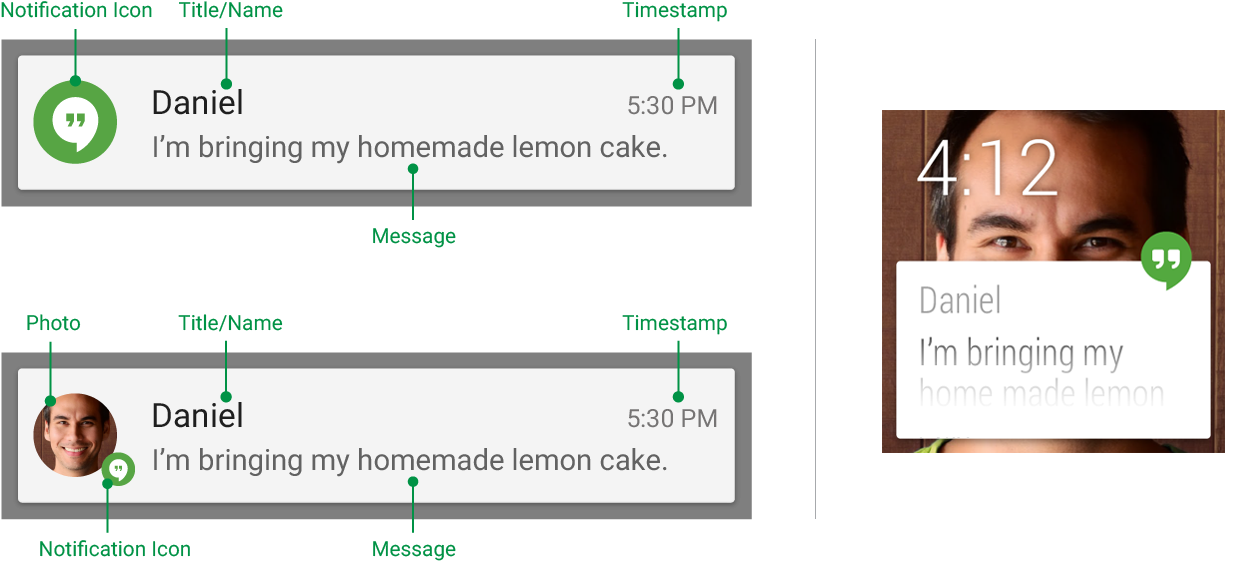 Notification Icon
Title/Name
Timestamp
Daniel
5:30 PM
I’m bringing my homemade lemon cake.
Message
Photo
Title/Name
Timestamp
Daniel
5:30 PM
I’m bringing my homemade lemon cake.
Notification Icon
Message
4:12
Daniel
I’m bringing my
home made lemon